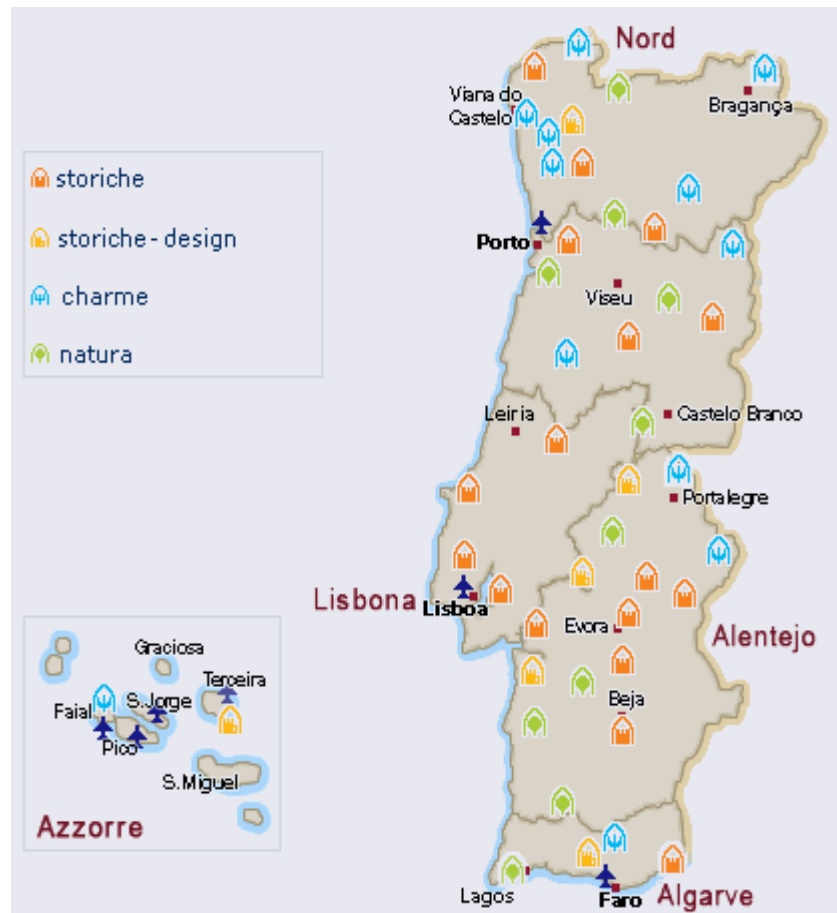 Nord
Viana do
Castelo
Bragança
storiche
storiche - design
charme
natura
Porto
Viseu
Leiria
Castelo Branco
Portalegre
Lisbona
Lisboa
Evora
Alentejo
Beja
Graciosa
Terceira
S.Jorge
Faial
Pico
S.Miguel
Azzorre
Lagos
Faro
Algarve